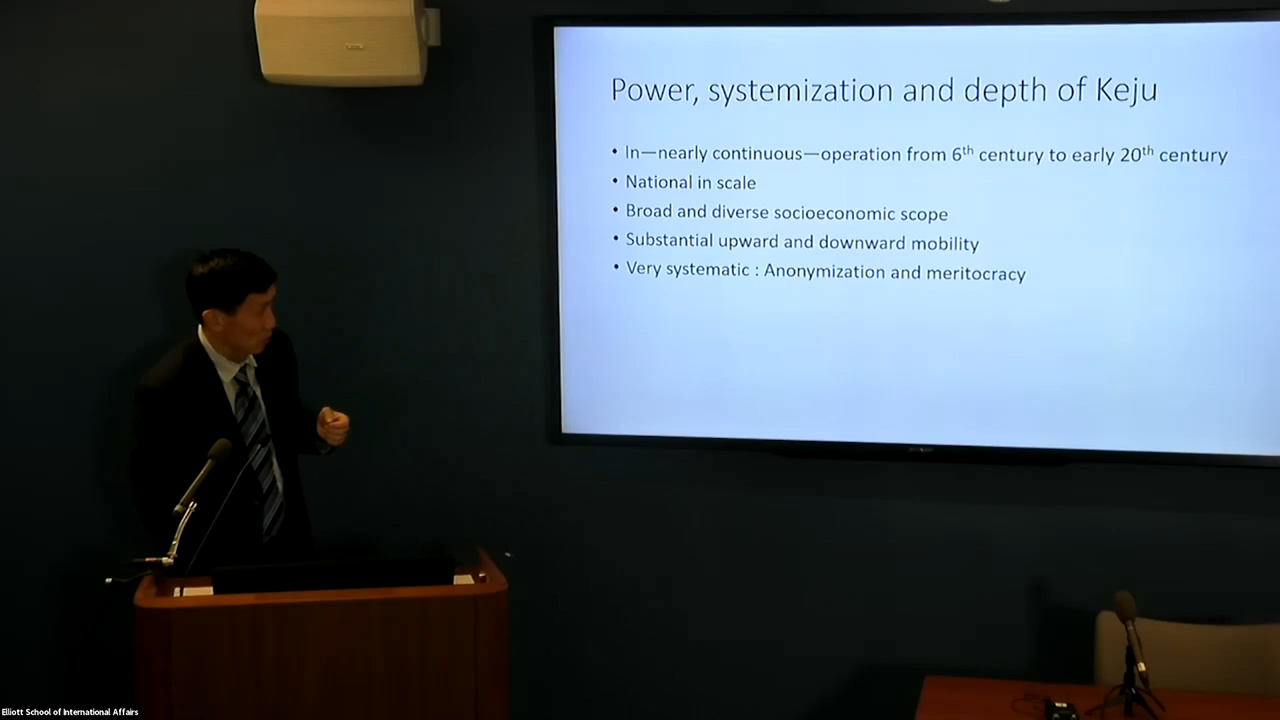 Power, systemization and depth of Keju
• In—nearly continuous—operation from 6th century to early 20th century
• National in scale
• Broad and diverse socioeconomic scope
• Substantial upward and downward mobility
• Very systematic : Anonymization and meritocracy
Elliott School of International Affairs